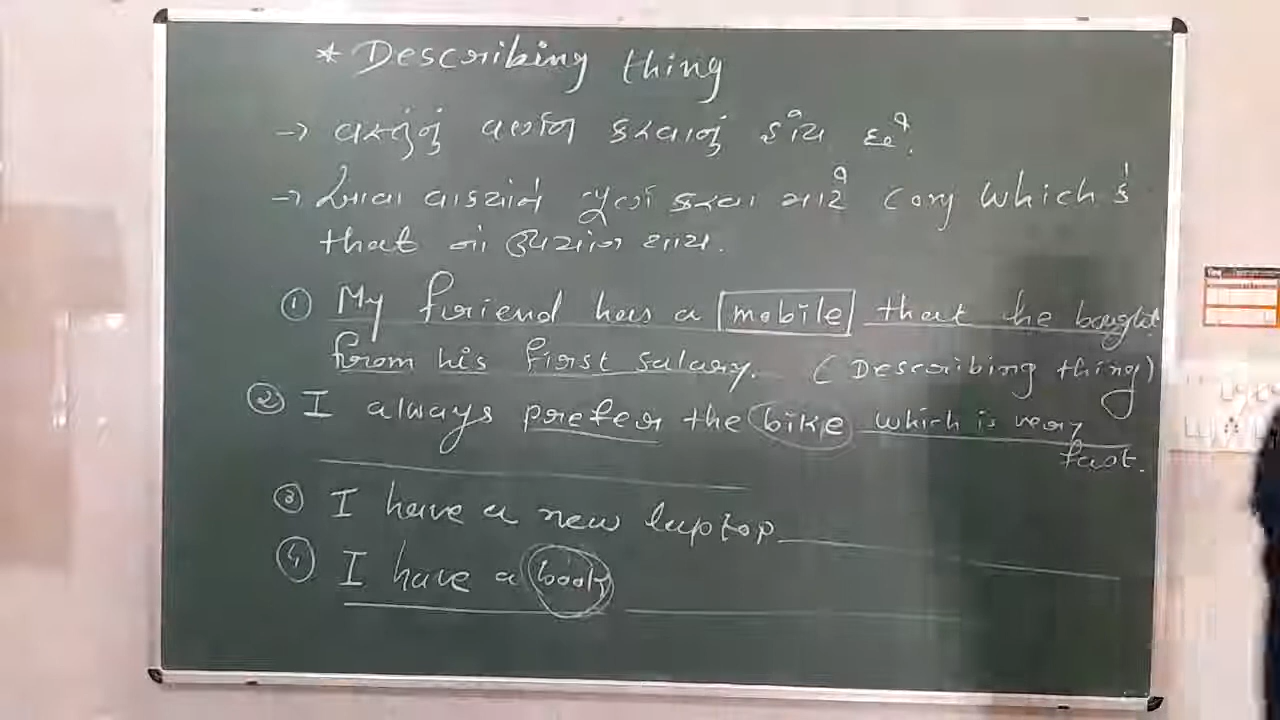 * Describing thing
→ વસ્તુનું વર્ણન કરવાનું હોય છે.
→ આવા વાક્યોને પૂર્ણ કરવા માટે Conj which કે
that નો ઉપયોગ થાય.
① My friend has a mobile that he bought
from his first salary. (Describing thing)
② I always prefer the bike which is very
fast.
③ I have a new laptop
④ I have a book